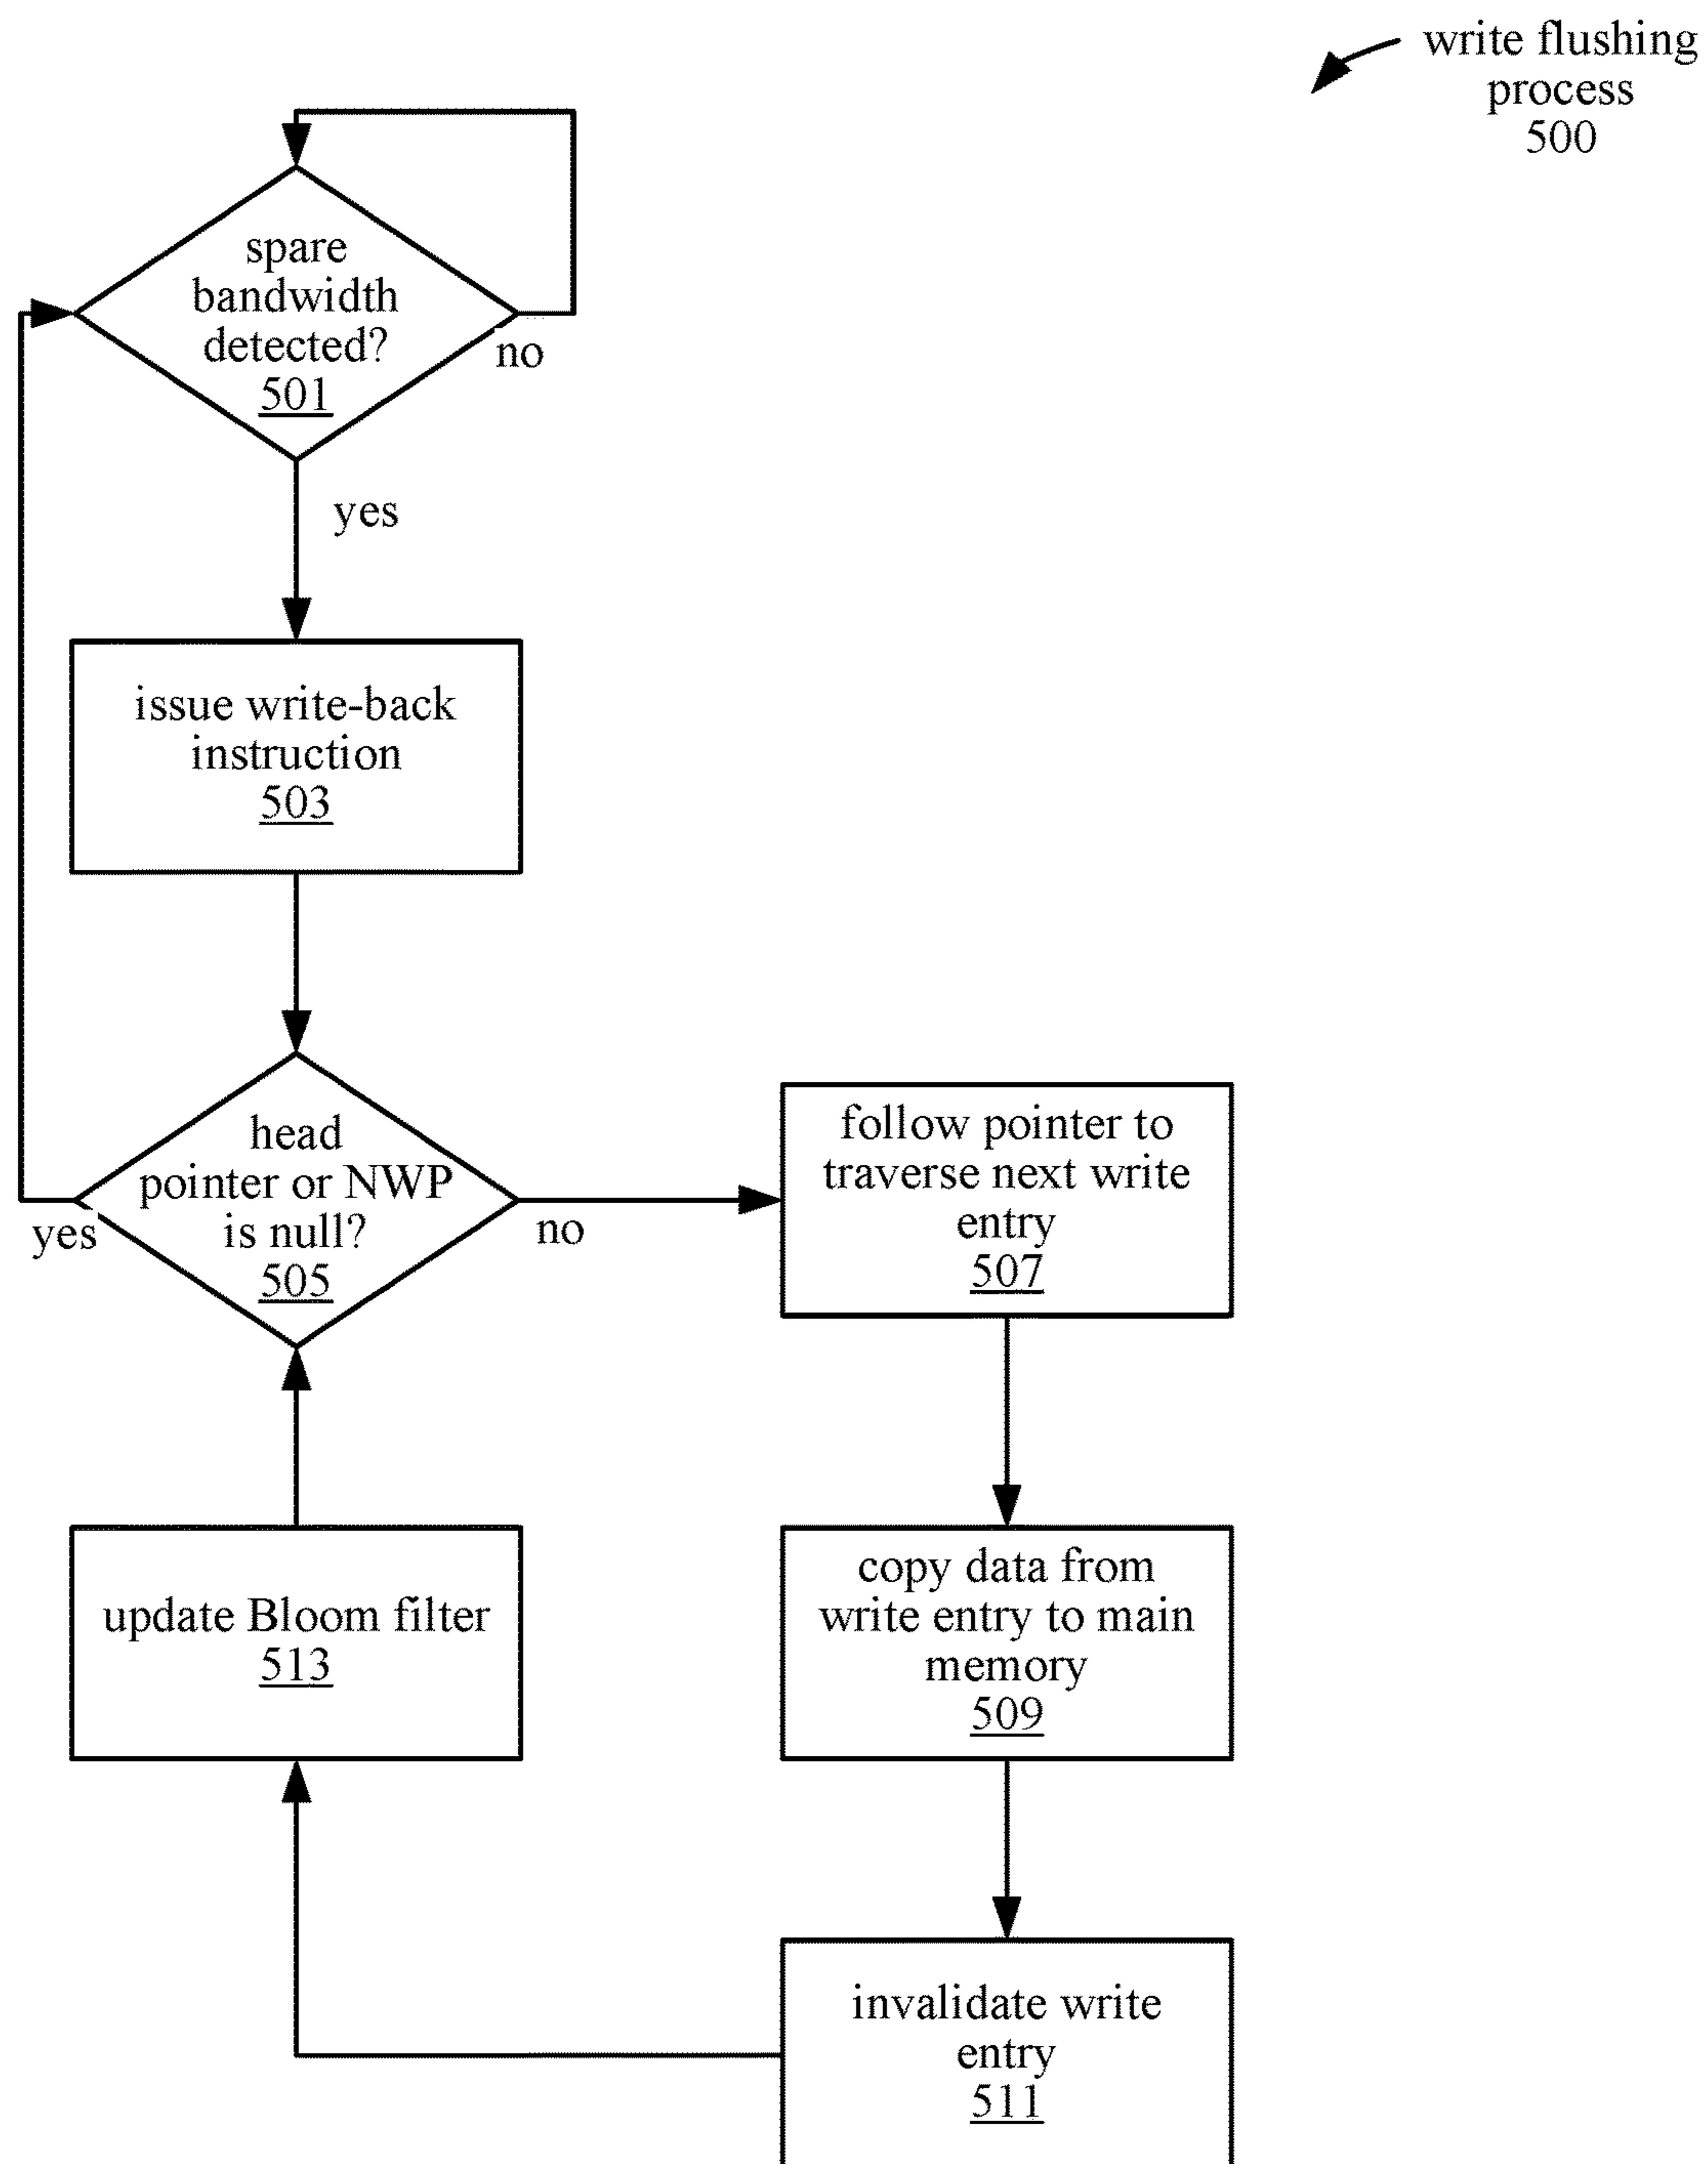 write flushing
process
500
spare
bandwidth
detected?
501
no
yes
issue write-back
instruction
503
head
pointer or NWP
is null?
505
yes
no
follow pointer to
traverse next write
entry
507
copy data from
write entry to main
memory
509
update Bloom filter
513
invalidate write
entry
511